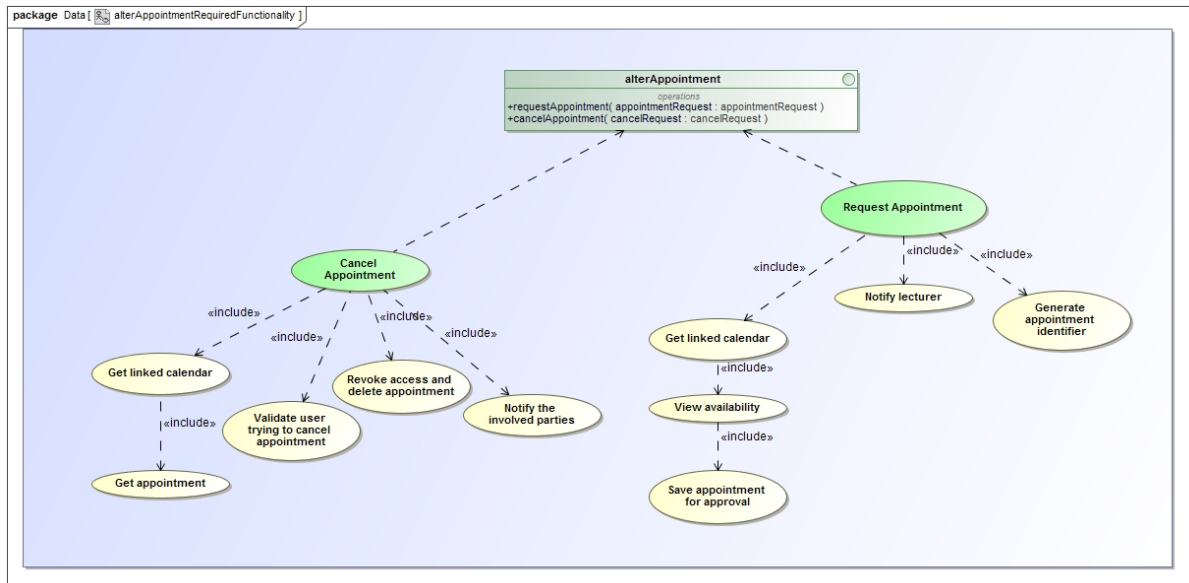 package Data [ alterAppointmentRequiredFunctionality ]
alterAppointment
operations
+requestAppointment( appointmentRequest : appointmentRequest )
+cancelAppointment( cancelRequest : cancelRequest )
Request Appointment
Cancel
Appointment
«include»
«include»
«include»
Notify lecturer
Generate
appointment
identifier
«include»
«include»
«include»
«include»
Get linked calendar
Get linked calendar
Revoke access and
delete appointment
Notify the
involved parties
Validate user
trying to cancel
appointment
«include»
Get appointment
«include»
View availability
«include»
Save appointment
for approval